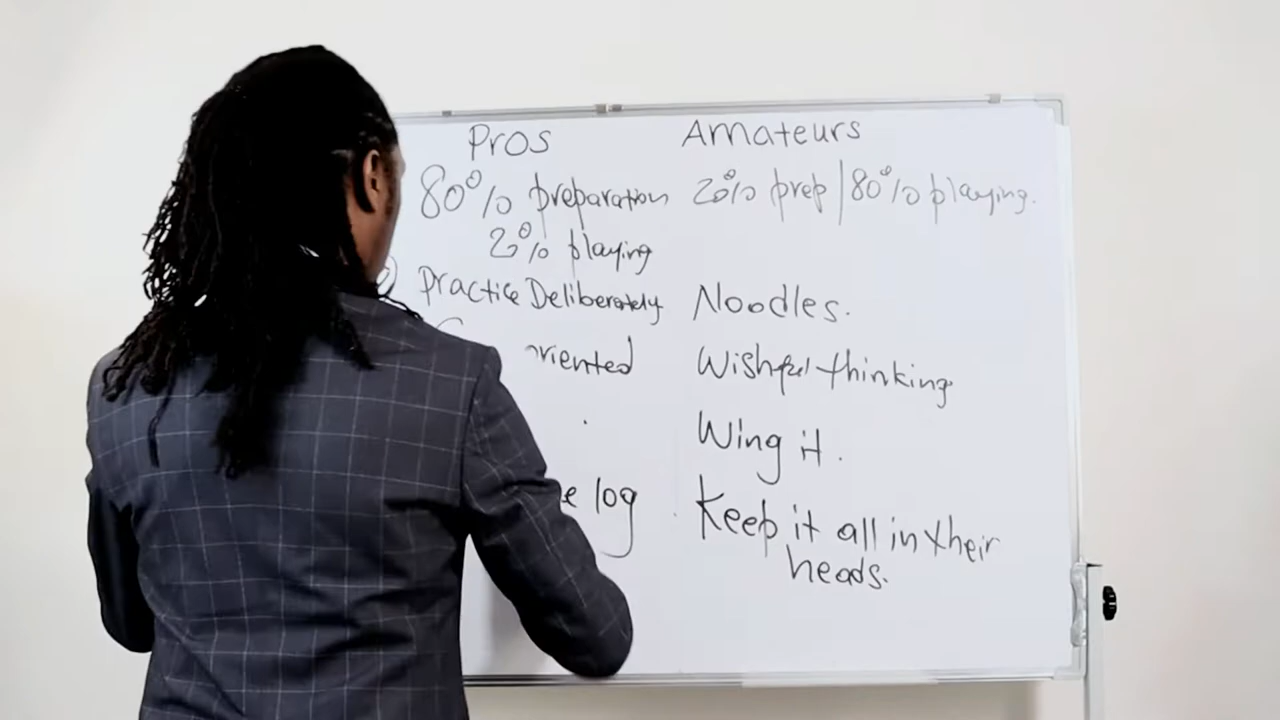 Pros Amateurs
80% preparation 20% prep | 80% playing.
20% playing
Practice Deliberately Noodles.
oriented Wishful thinking
Wing it.
log Keep it all in their
heads.